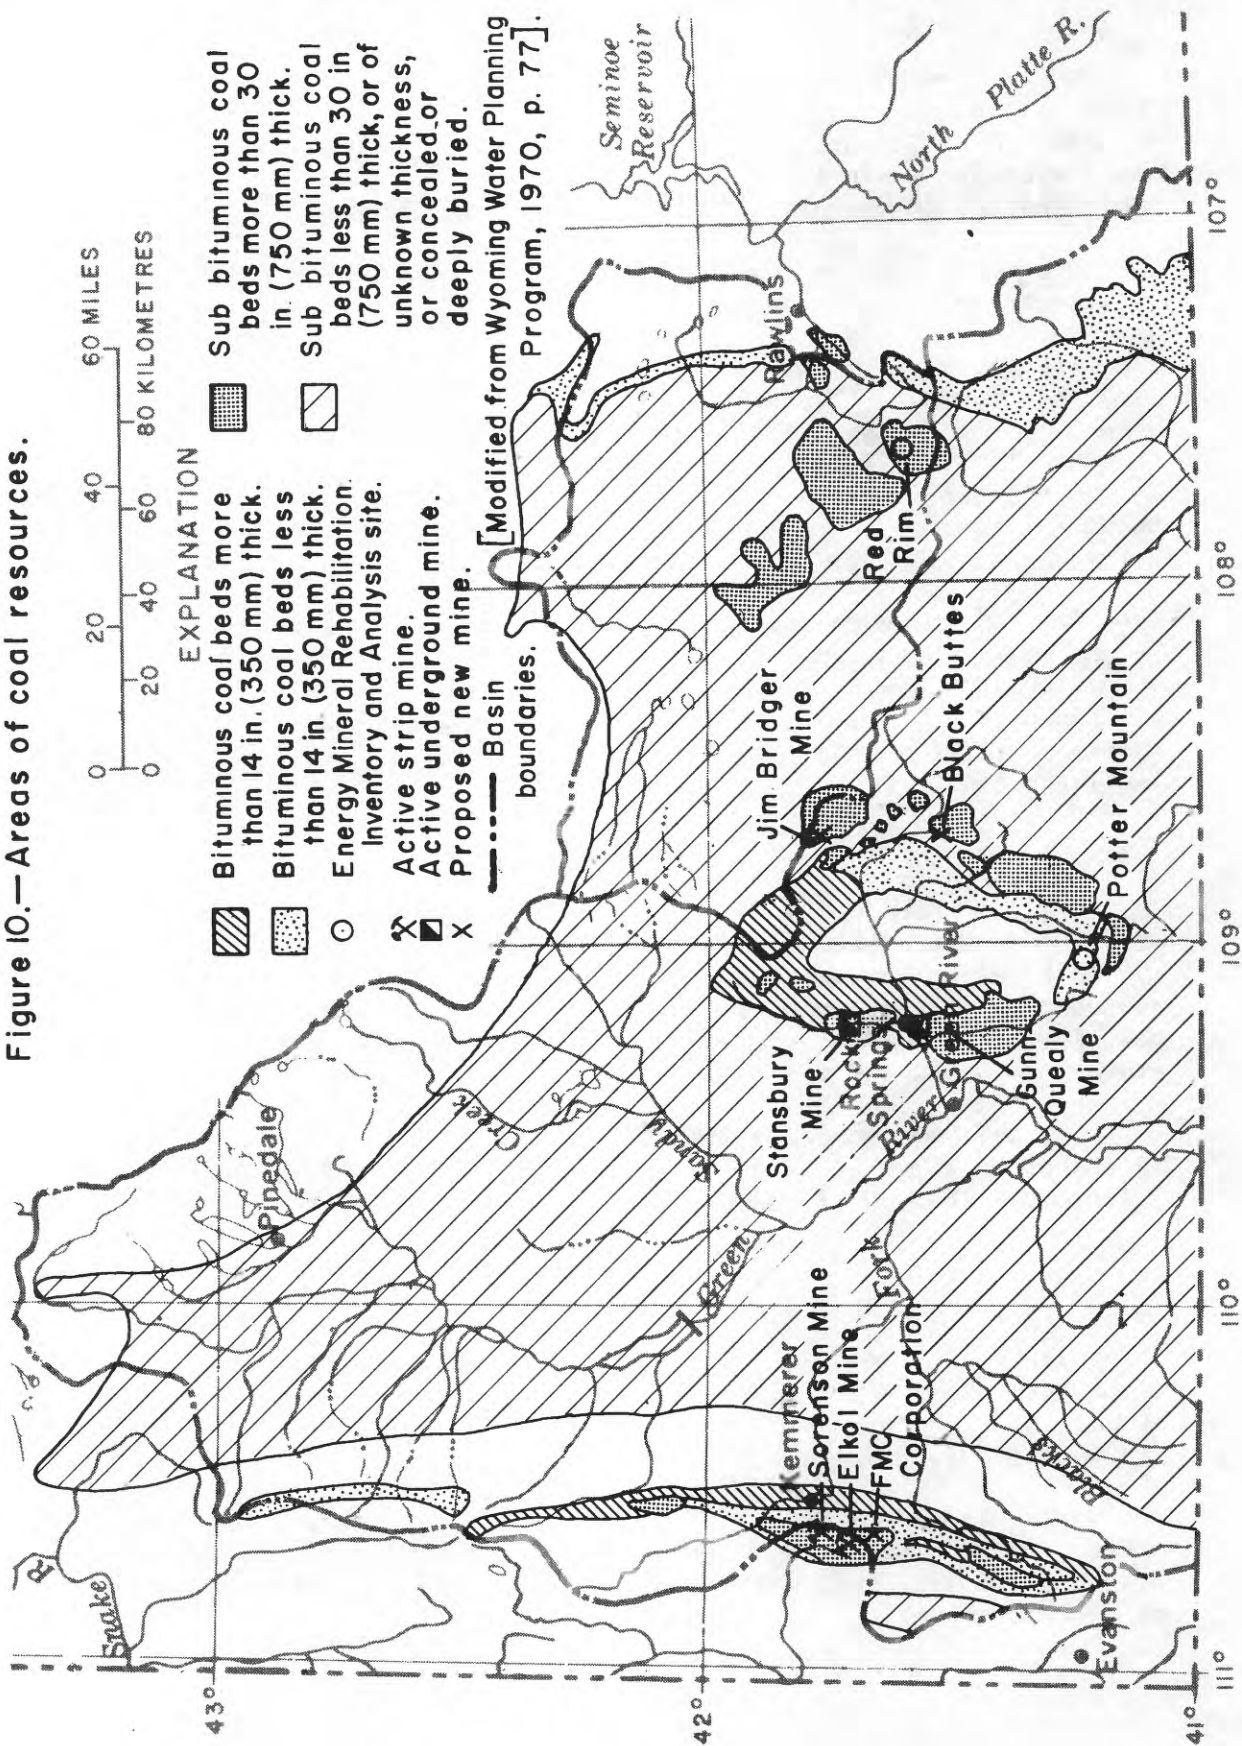 Figure 10.—Areas of coal resources.
0 20 40 60 MILES
0 20 40 60 80 KILOMETRES
EXPLANATION
Bituminous coal beds more
than 14 in. (350 mm) thick.
Bituminous coal beds less
than 14 in. (350 mm) thick.
Energy Mineral Rehabilitation
Inventory and Analysis site.
Active strip mine.
Active underground mine.
X Proposed new mine.
Basin
boundaries.
Sub bituminous coal
beds more than 30
in. (750 mm) thick.
Sub bituminous coal
beds less than 30 in
(750 mm) thick, or of
unknown thickness,
or concealed or
deeply buried.
[Modified from Wyoming Water Planning
Program, 1970, p. 77].
Seminoe
Reservoir
North Platte R.
Rawlins
Red
Rim
Jim Bridger
Mine
Black Buttes
Potter Mountain
Stansbury
Mine
Rock
Springs
Green River
Gunn
Quealy
Mine
Pinedale
Creek
Sandy
Green
River
Fork
Blacks
Kemmerer
Sorenson Mine
Elkol Mine
FMC
Corporation
Evanston
Snake
R.
43°
42°
41°
111°
110°
109°
108°
107°